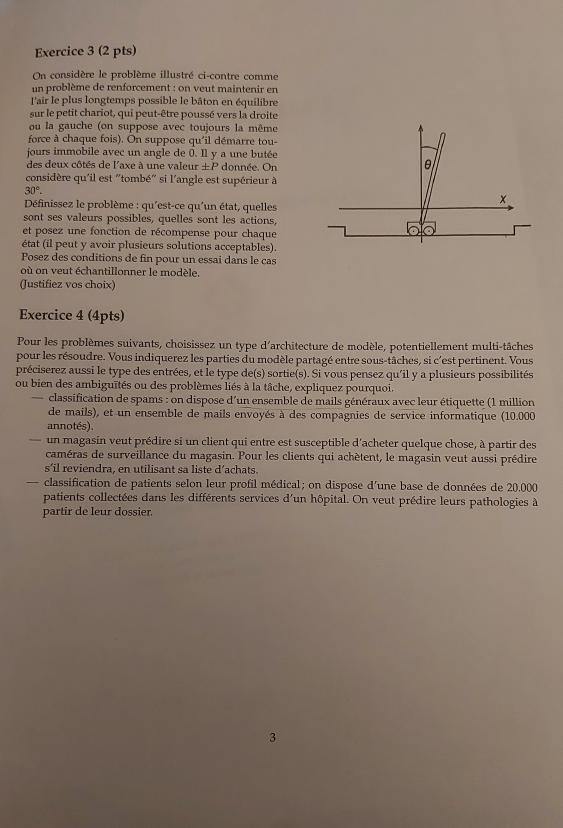 Exercice 3 (2 pts)
On considère le problème illustré ci-contre comme
un problème de renforcement : on veut maintenir en
l'air le plus longtemps possible le bâton en équilibre
sur le petit chariot, qui peut-être poussé vers la droite
ou la gauche (on suppose avec toujours la même
force à chaque fois). On suppose qu'il démarre tou-
jours immobile avec un angle de 0. Il y a une butée
des deux côtés de l'axe à une valeur ±P donnée. On
considère qu'il est "tombé" si l'angle est supérieur à
30°.
Définissez le problème : qu'est-ce qu'un état, quelles
sont ses valeurs possibles, quelles sont les actions,
et posez une fonction de récompense pour chaque
état (il peut y avoir plusieurs solutions acceptables).
Posez des conditions de fin pour un essai dans le cas
où on veut échantillonner le modèle.
(Justifiez vos choix)
θ
X
Exercice 4 (4pts)
Pour les problèmes suivants, choisissez un type d'architecture de modèle, potentiellement multi-tâches
pour les résoudre. Vous indiquerez les parties du modèle partagé entre sous-tâches, si c'est pertinent. Vous
préciserez aussi le type des entrées, et le type de(s) sortie(s). Si vous pensez qu'il y a plusieurs possibilités
ou bien des ambiguïtés ou des problèmes liés à la tâche, expliquez pourquoi.
— classification de spams : on dispose d'un ensemble de mails généraux avec leur étiquette (1 million
de mails), et un ensemble de mails envoyés à des compagnies de service informatique (10.000
annotés).
— un magasin veut prédire si un client qui entre est susceptible d'acheter quelque chose, à partir des
caméras de surveillance du magasin. Pour les clients qui achètent, le magasin veut aussi prédire
s'il reviendra, en utilisant sa liste d'achats.
— classification de patients selon leur profil médical; on dispose d'une base de données de 20.000
patients collectées dans les différents services d'un hôpital. On veut prédire leurs pathologies à
partir de leur dossier.
3